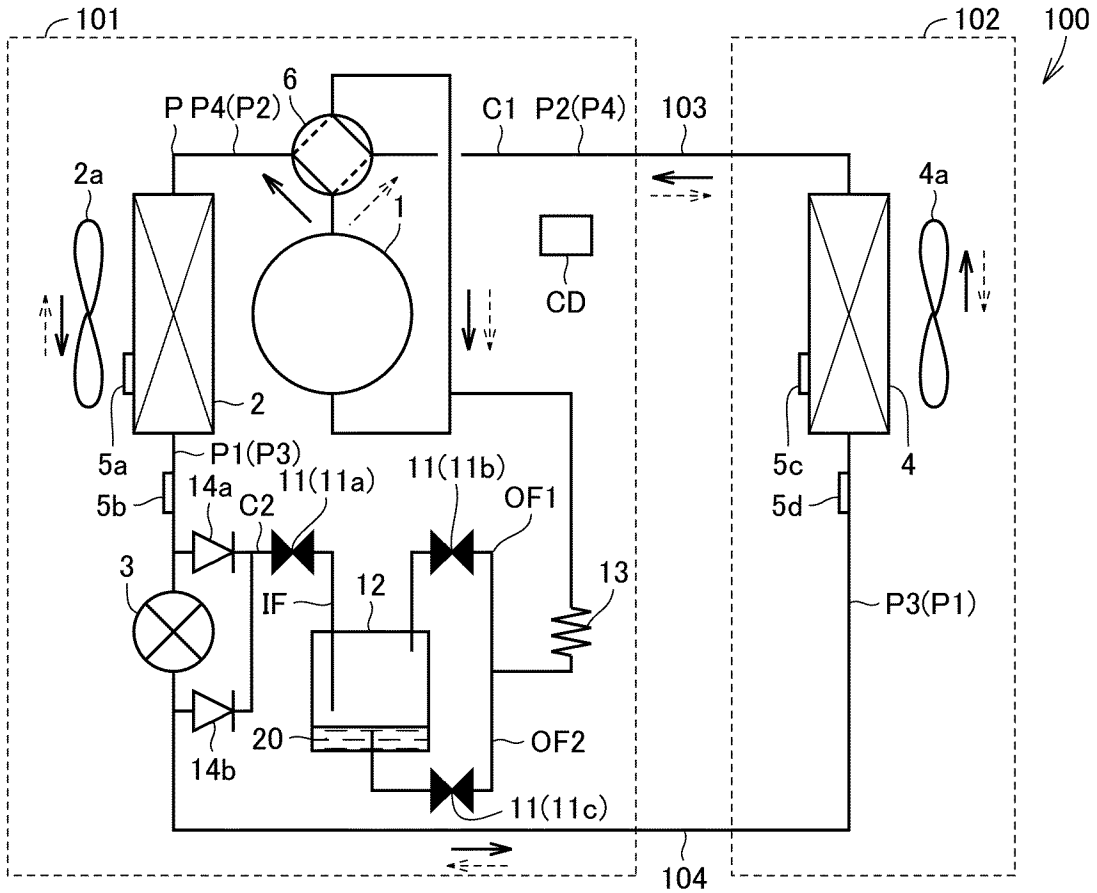 101
102
100
6
P P4(P2)
C1 P2(P4) 103
2a
4a
1
CD
2
4
5a
P1(P3)
5c
14a
11(11a)
11(11b)
5b
C2
OF1
5d
3
12
13
IF
P3(P1)
20
OF2
14b
11(11c)
104